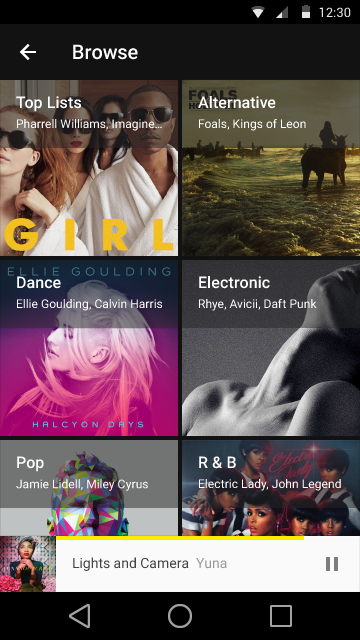 12:30
Browse
Top Lists
Pharrell Williams, Imagine...
GIRL
FOALS
Alternative
Foals, Kings of Leon
ELLIE GOULDING
Dance
Ellie Goulding, Calvin Harris
HALCYON DAYS
Electronic
Rhye, Avicii, Daft Punk
Pop
Jamie Lidell, Miley Cyrus
R & B
Electric Lady, John Legend
Lights and Camera Yuna